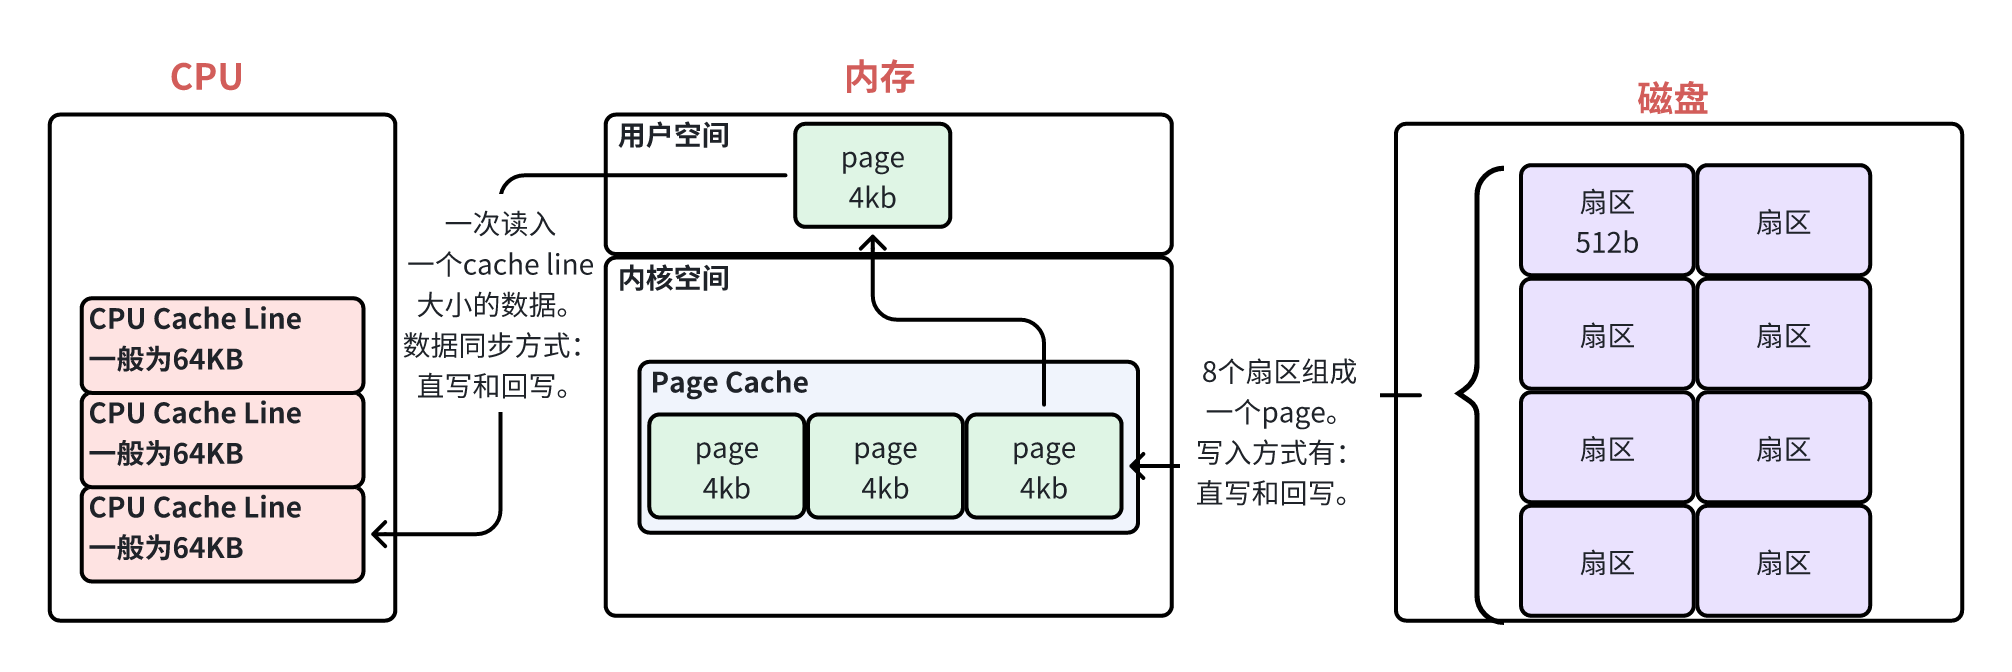 CPU
CPU Cache Line
一般为64KB
CPU Cache Line
一般为64KB
CPU Cache Line
一般为64KB
一次读入
一个cache line
大小的数据。
数据同步方式：
直写和回写。
内存
用户空间
page
4kb
内核空间
Page Cache
page
4kb
page
4kb
page
4kb
8个扇区组成
一个page。
写入方式有：
直写和回写。
磁盘
扇区
512b
扇区
扇区
扇区
扇区
扇区
扇区
扇区